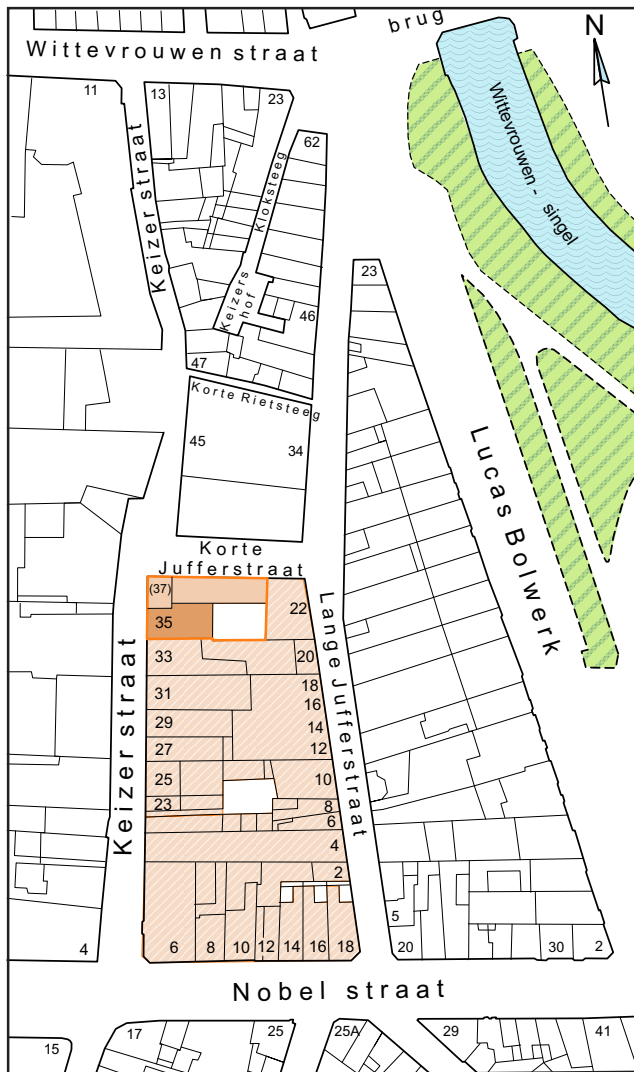 brug
Wittevrouwen straat
N
11
13
23
62
Wittevrouwen - singel
Keizer straat
Kloksteeg
Keizers
hof
46
23
47
Korte Rietsteeg
45
34
Lucas Bolwerk
Korte
Jufferstraat
(37)
35
22
Lange Jufferstraat
33
20
31
18
16
29
14
27
12
Keizer straat
25
10
23
8
6
4
2
5
4
6
8
10
12
14
16
18
20
30
2
Nobel straat
15
17
25
25A
29
41